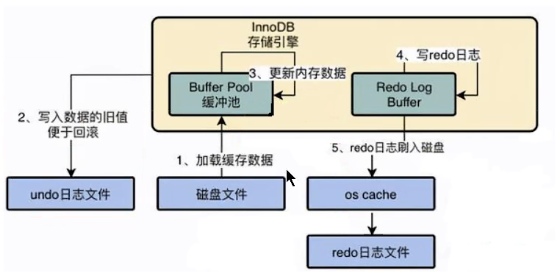 InnoDB
存储引擎
4、写redo日志
3、更新内存数据
Buffer Pool
缓冲池
Redo Log
Buffer
2、写入数据的旧值
便于回滚
1、加载缓存数据
5、redo日志刷入磁盘
undo日志文件
磁盘文件
os cache
redo日志文件